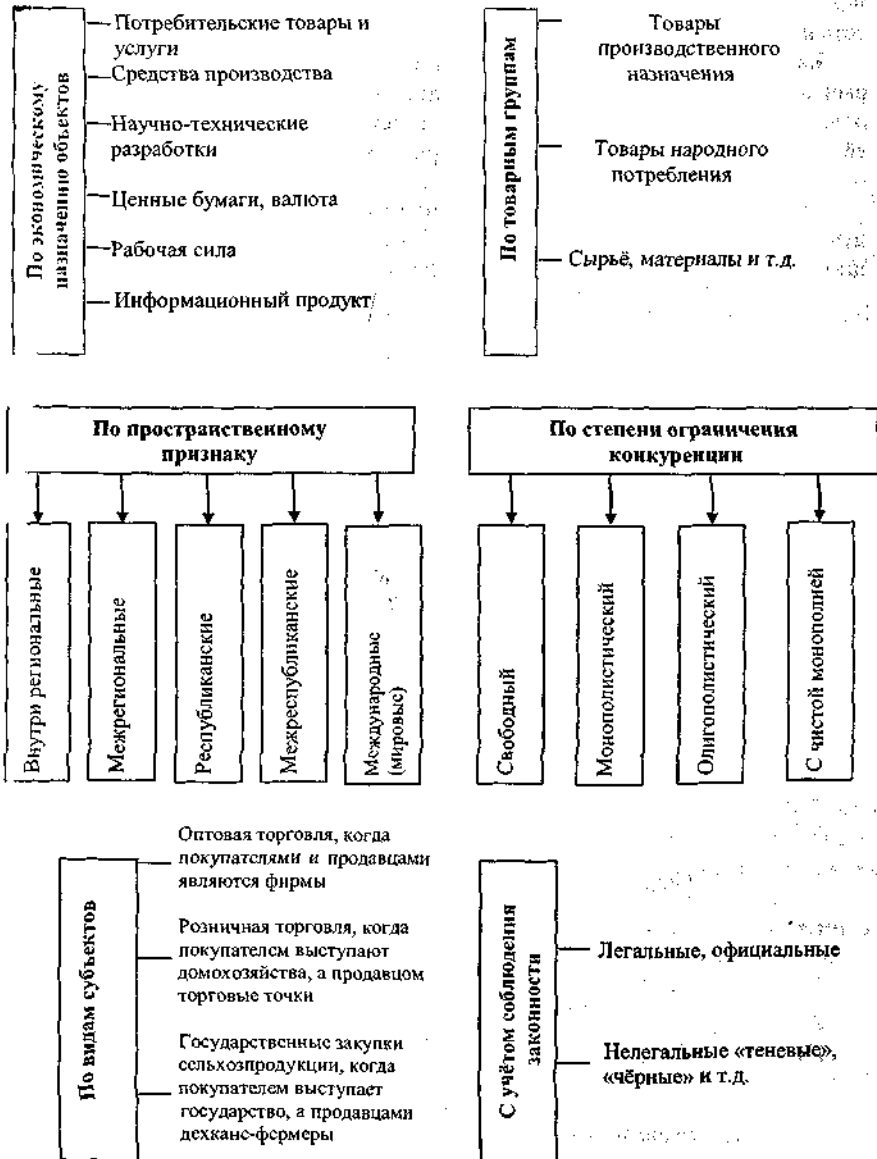 По экономическому
назначению объектов
Потребительские товары и
услуги
Средства производства
Научно-технические
разработки
Ценные бумаги, валюта
Рабочая сила
Информационный продукт
По товарным группам
Товары
производственного
назначения
Товары народного
потребления
Сырьё, материалы и т.д.
По пространственному
признаку
Внутри региональные
Межрегиональные
Республиканские
Межреспубликанские
Международные
(мировые)
По степени ограничения
конкуренции
Свободный
Монополистический
Олигополистический
С чистой монополией
По видам субъектов
Оптовая торговля, когда
покупателями и продавцами
являются фирмы
Розничная торговля, когда
покупателем выступают
домохозяйства, а продавцом
торговые точки
Государственные закупки
сельхозпродукции, когда
покупателем выступает
государство, а продавцами
дехкане-фермеры
С учётом соблюдения
законности
Легальные, официальные
Нелегальные «теневые»,
«чёрные» и т.д.